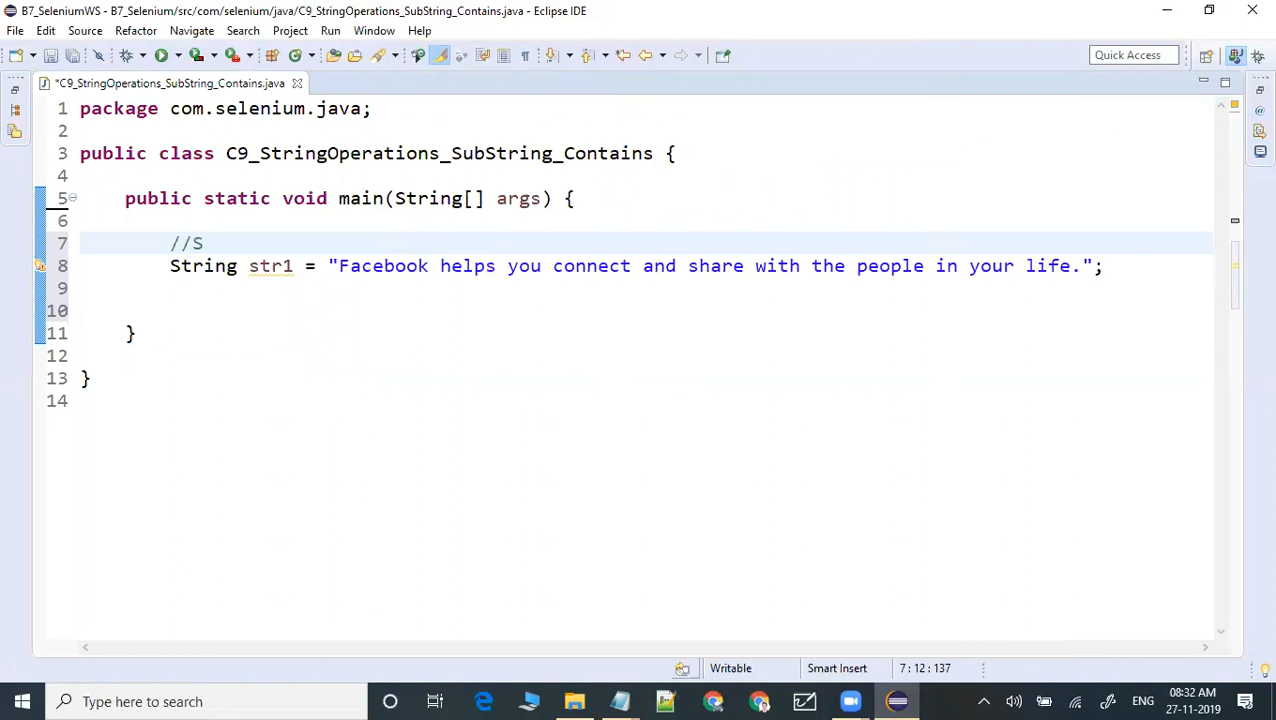 B7_SeleniumWS - B7_Selenium/src/com/selenium/java/C9_StringOperations_SubString_Contains.java - Eclipse IDE
File Edit Source Refactor Navigate Search Project Run Window Help
Quick Access
*C9_StringOperations_SubString_Contains.java
1 package com.selenium.java;
2
3 public class C9_StringOperations_SubString_Contains {
4
5 public static void main(String[] args) {
6
7 //S
8 String str1 = "Facebook helps you connect and share with the people in your life.";
9
10
11 }
12
13 }
14
Writable Smart Insert 7 : 12 : 137
Type here to search
ENG
08:32 AM
27-11-2019